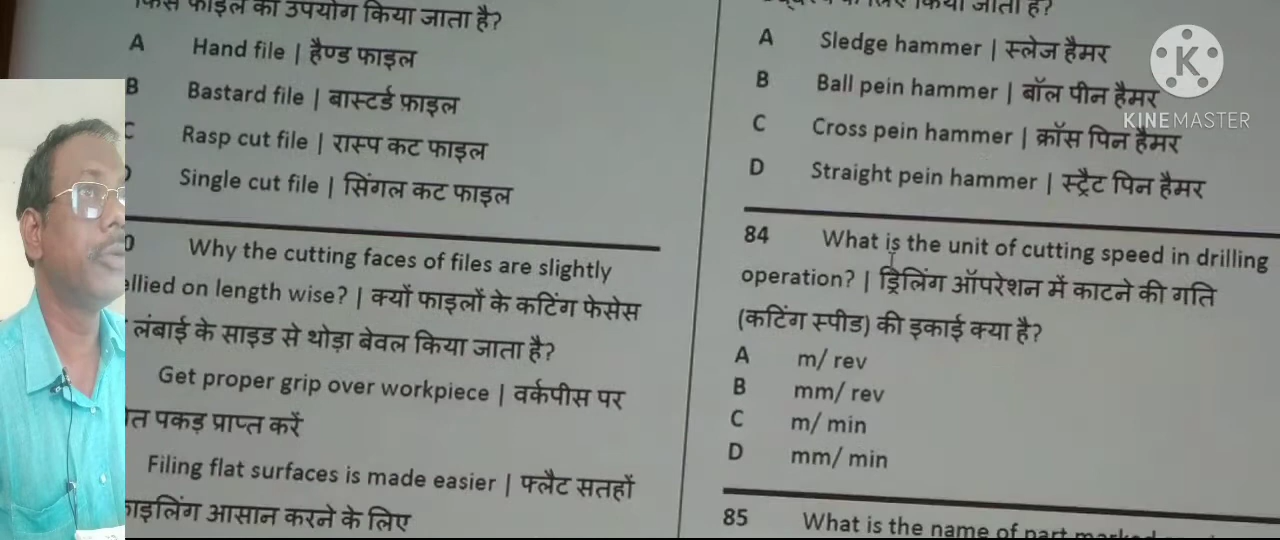 फाइल का उपयोग किया जाता है?
A Hand file | हैण्ड फाइल
B Bastard file | बास्टर्ड फ़ाइल
Rasp cut file | रास्प कट फाइल
Single cut file | सिंगल कट फाइल
Why the cutting faces of files are slightly
on length wise? | क्यों फाइलों के कटिंग फेसेस
लंबाई के साइड से थोड़ा बेवल किया जाता है?
Get proper grip over workpiece | वर्कपीस पर
पकड़ प्राप्त करें
Filing flat surfaces is made easier | फ्लैट सतहों
आसान करने के लिए
किया जाता है?
A Sledge hammer | स्लेज हैमर
B Ball pein hammer | बॉल पीन हैमर
C Cross pein hammer | क्रॉस पिन हैमर
D Straight pein hammer | स्ट्रैट पिन हैमर
84 What is the unit of cutting speed in drilling
operation? | ड्रिलिंग ऑपरेशन में काटने की गति
(कटिंग स्पीड) की इकाई क्या है?
A m/ rev
B mm/ rev
C m/ min
D mm/ min
85 What is the name of part marked
K
KINEMASTER